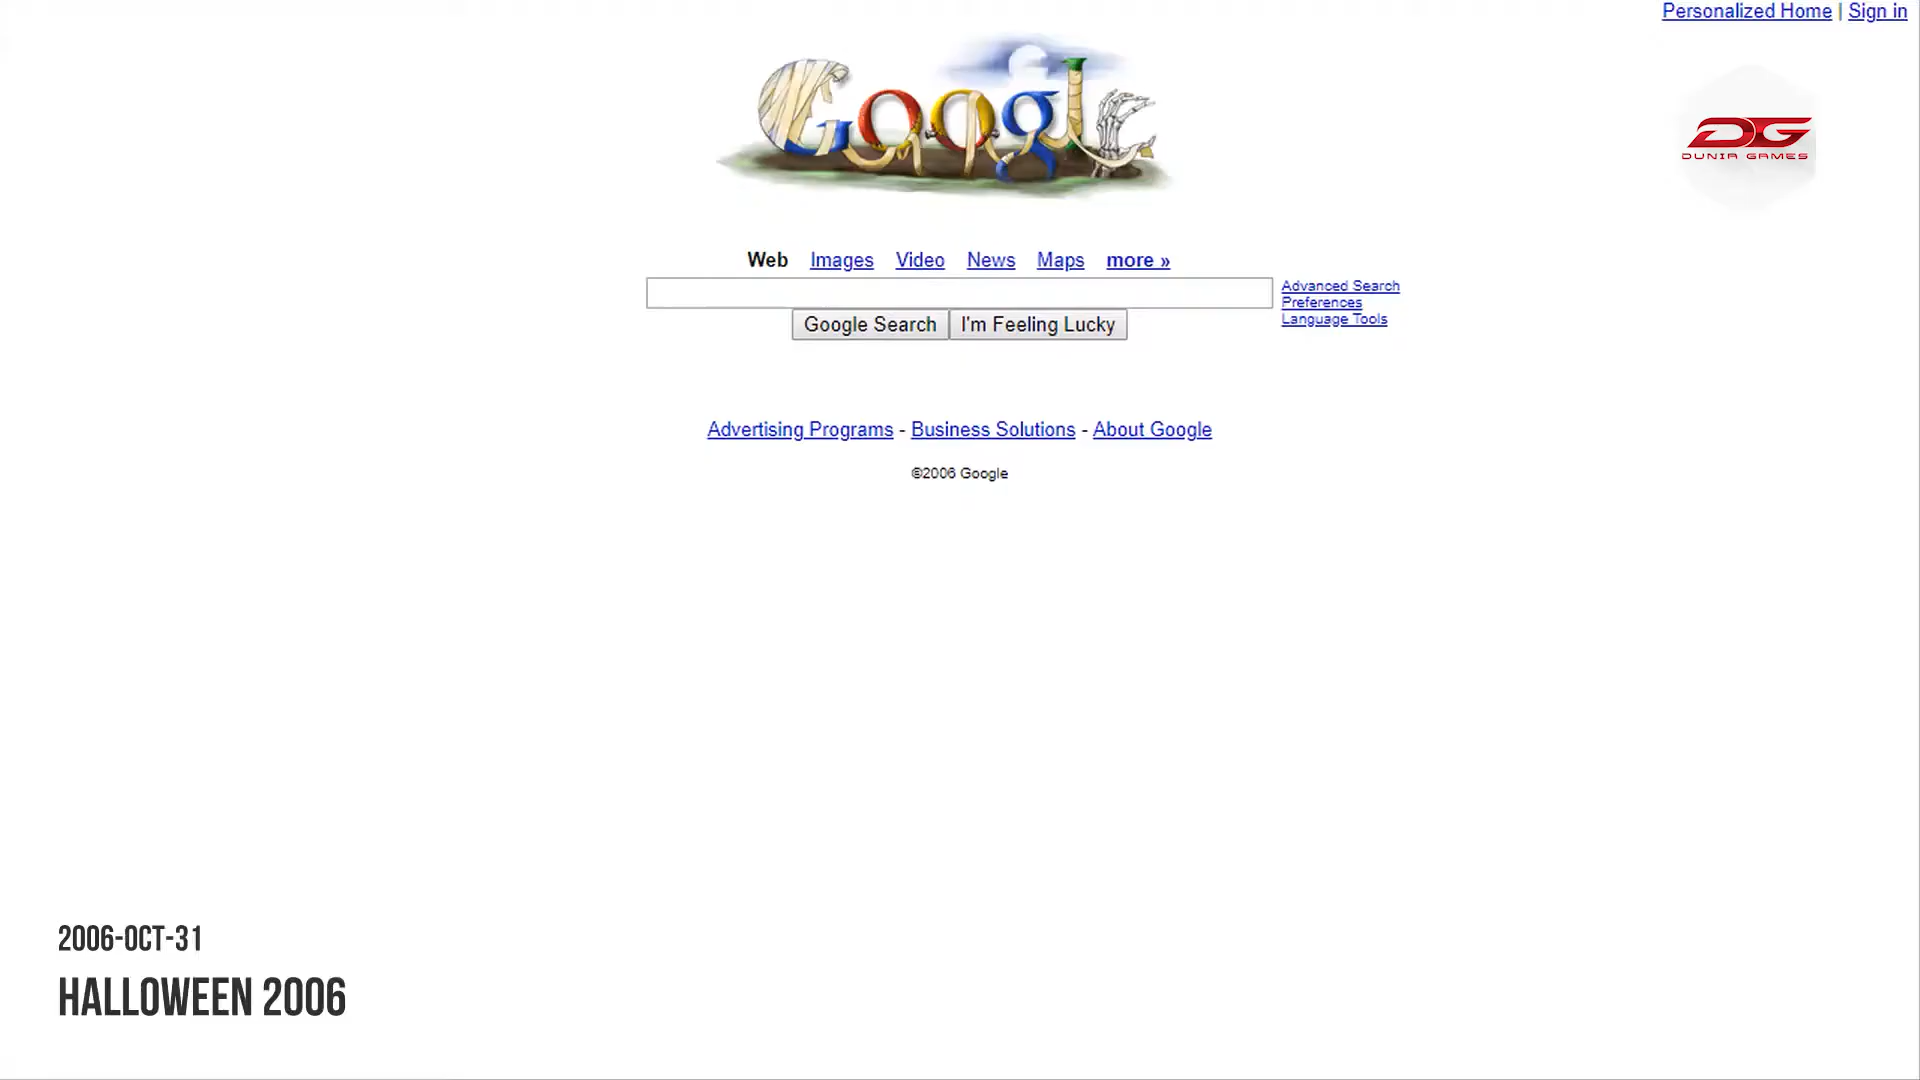 Personalized Home | Sign in
Google
DG
DUNIA GAMES
Web Images Video News Maps more »
Advanced Search
Preferences
Language Tools
Google Search I'm Feeling Lucky
Advertising Programs - Business Solutions - About Google
©2006 Google
2006-OCT-31
HALLOWEEN 2006